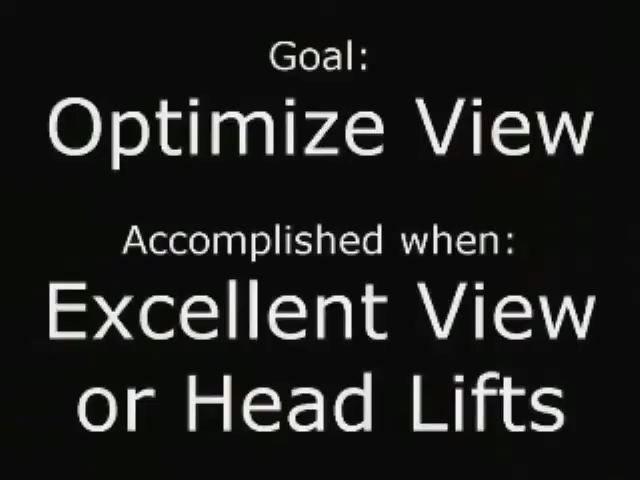 Goal:
Optimize View
Accomplished when:
Excellent View
or Head Lifts